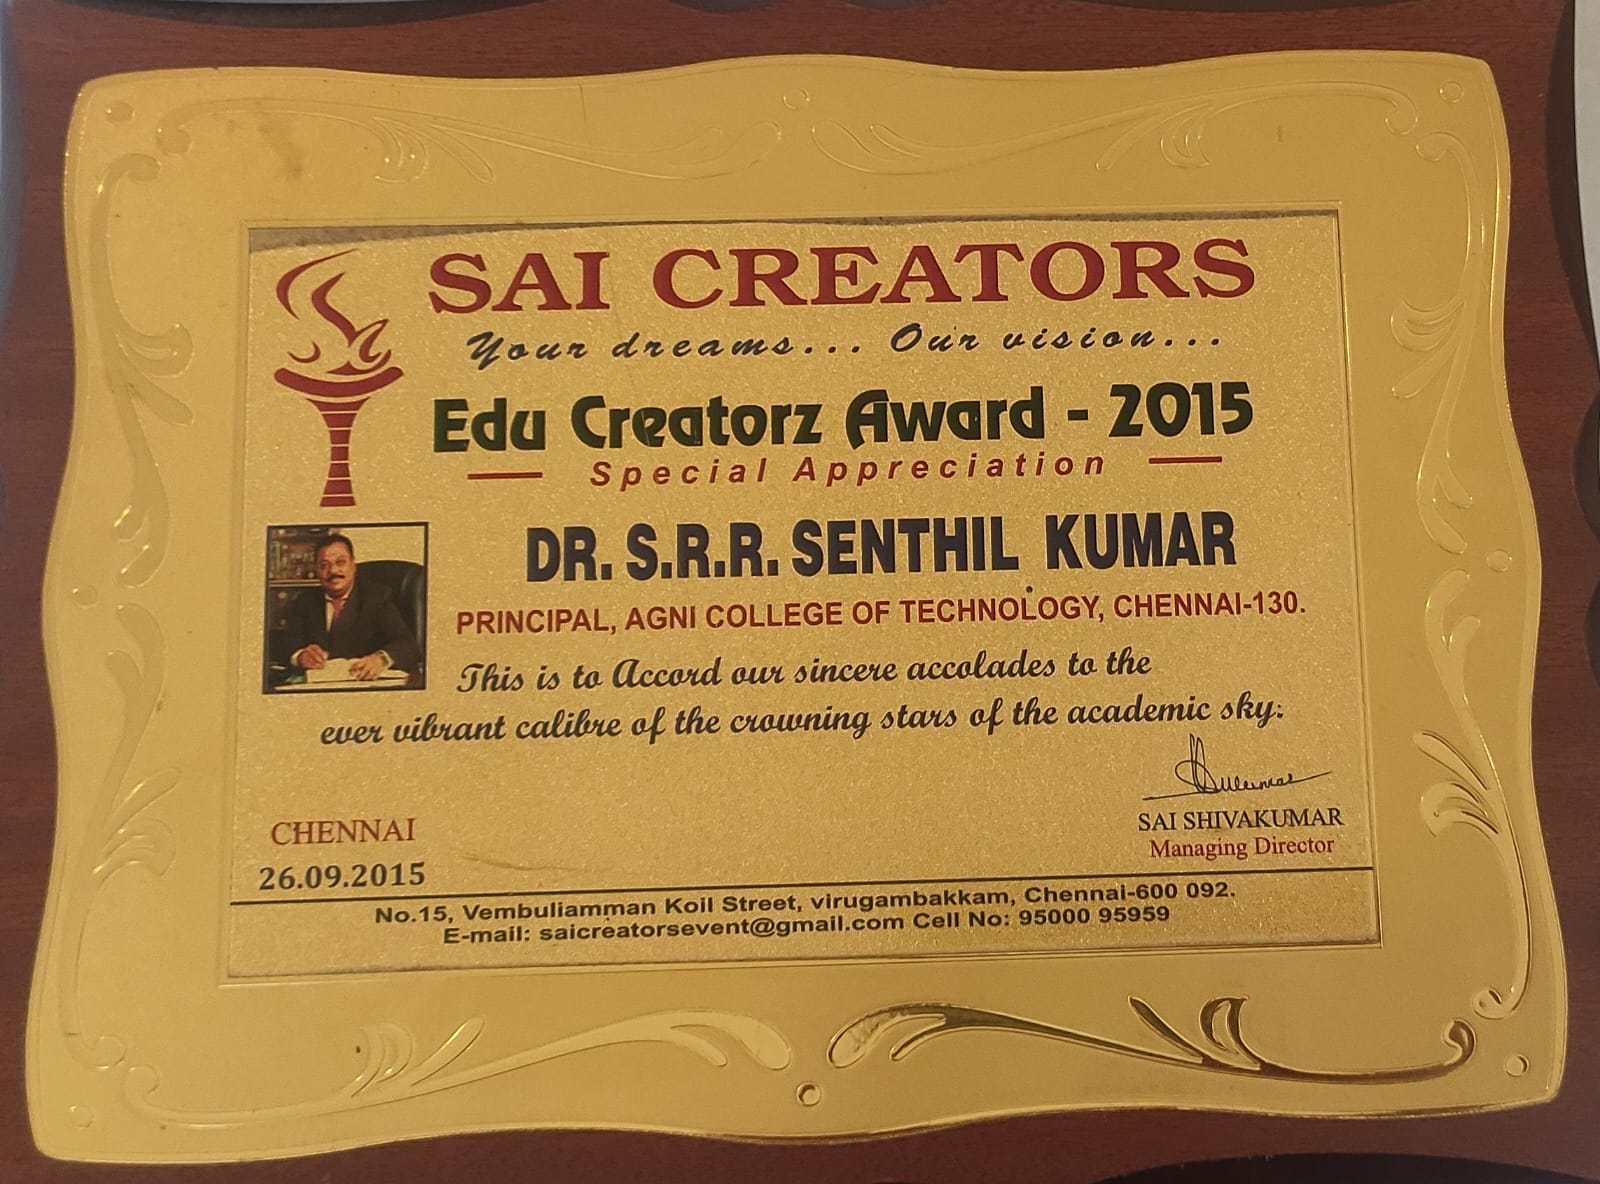 SAI CREATORS
Your dreams... Our vision...
Edu Creatorz Award - 2015
Special Appreciation
DR. S.R.R. SENTHIL KUMAR
PRINCIPAL, AGNI COLLEGE OF TECHNOLOGY, CHENNAI-130.
This is to Accord our sincere accolades to the
ever vibrant calibre of the crowning stars of the academic sky:
CHENNAI
26.09.2015
SAI SHIVAKUMAR
Managing Director
No.15, Vembuliamman Koil Street, virugambakkam, Chennai-600 092.
E-mail: saicreatorsevent@gmail.com Cell No: 95000 95959